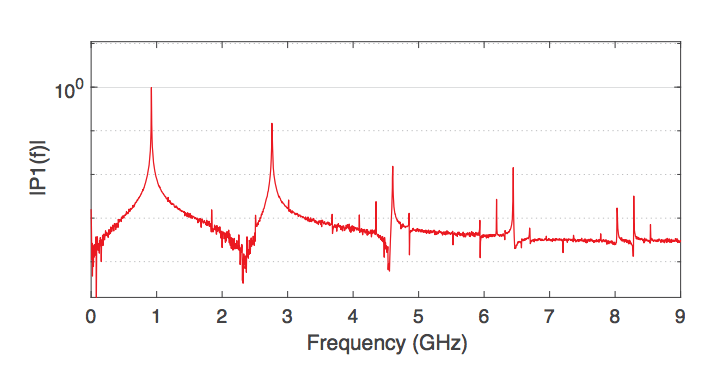 10^0
|P1(f)|
0 1 2 3 4 5 6 7 8 9
Frequency (GHz)